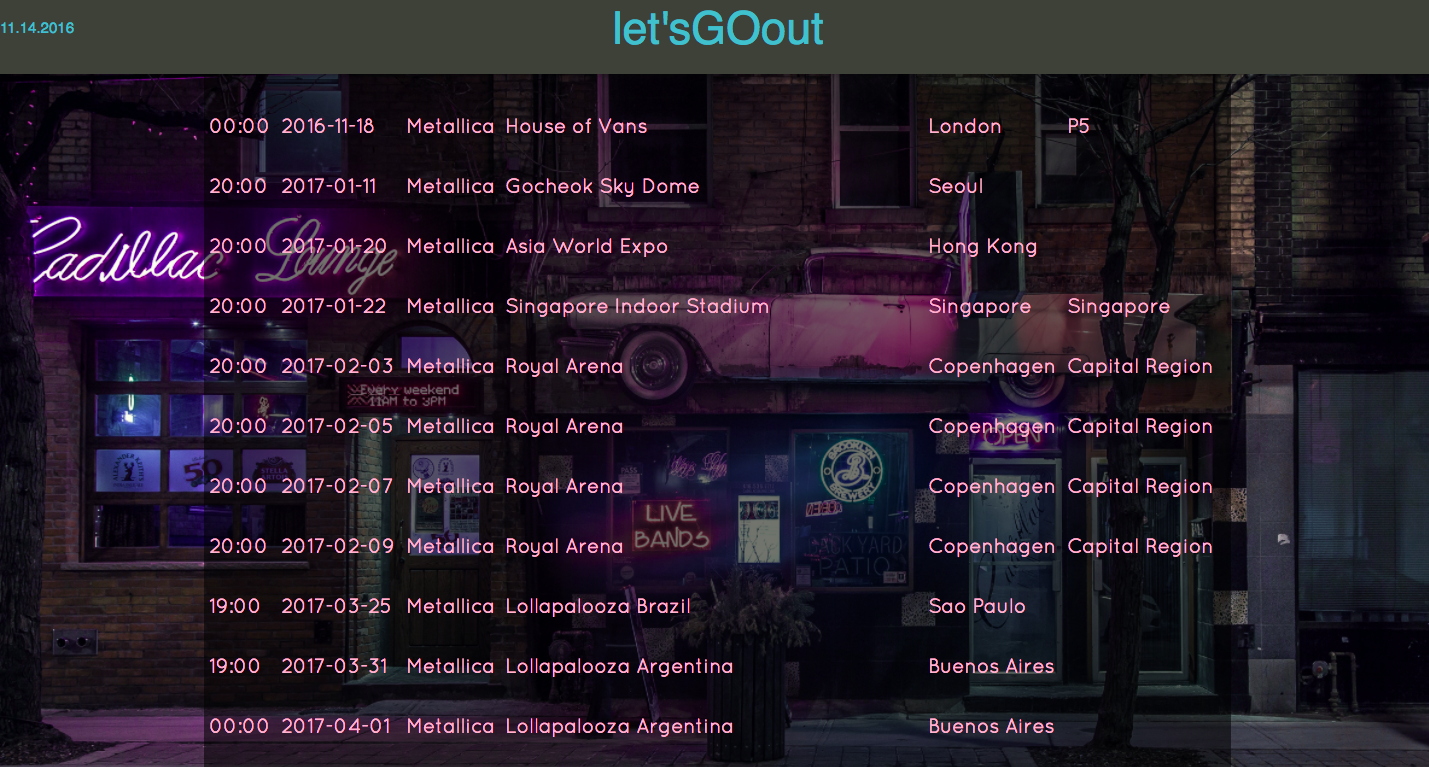 11.14.2016
let'sGOout
00:00 2016-11-18 Metallica House of Vans London P5
20:00 2017-01-11 Metallica Gocheok Sky Dome Seoul
20:00 2017-01-20 Metallica Asia World Expo Hong Kong
Cadillac Lounge
20:00 2017-01-22 Metallica Singapore Indoor Stadium Singapore Singapore
20:00 2017-02-03 Metallica Royal Arena Copenhagen Capital Region
Every weekend
11AM to 3PM
20:00 2017-02-05 Metallica Royal Arena Copenhagen Capital Region
OPEN
BROOKLYN
BREWERY
50
STELLA
20:00 2017-02-07 Metallica Royal Arena Copenhagen Capital Region
LIVE
BANDS
20:00 2017-02-09 Metallica Royal Arena Copenhagen Capital Region
BACKYARD
PATIO
19:00 2017-03-25 Metallica Lollapalooza Brazil Sao Paulo
19:00 2017-03-31 Metallica Lollapalooza Argentina Buenos Aires
00:00 2017-04-01 Metallica Lollapalooza Argentina Buenos Aires